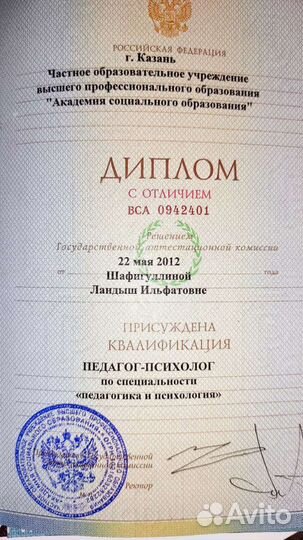 РОССИЙСКАЯ ФЕДЕРАЦИЯ
г. Казань
Частное образовательное учреждение
высшего профессионального образования
"Академия социального образования"
ДИПЛОМ
С ОТЛИЧИЕМ
ВСА 0942401
Решением
Государственной аттестационной комиссии
от 22 мая 2012 года
Шафигуллиной
Ландыш Ильфатовне
ПРИСУЖДЕНА
КВАЛИФИКАЦИЯ
ПЕДАГОГ-ПСИХОЛОГ
по специальности
«педагогика и психология»
Государственной
комиссии
Ректор
Avito